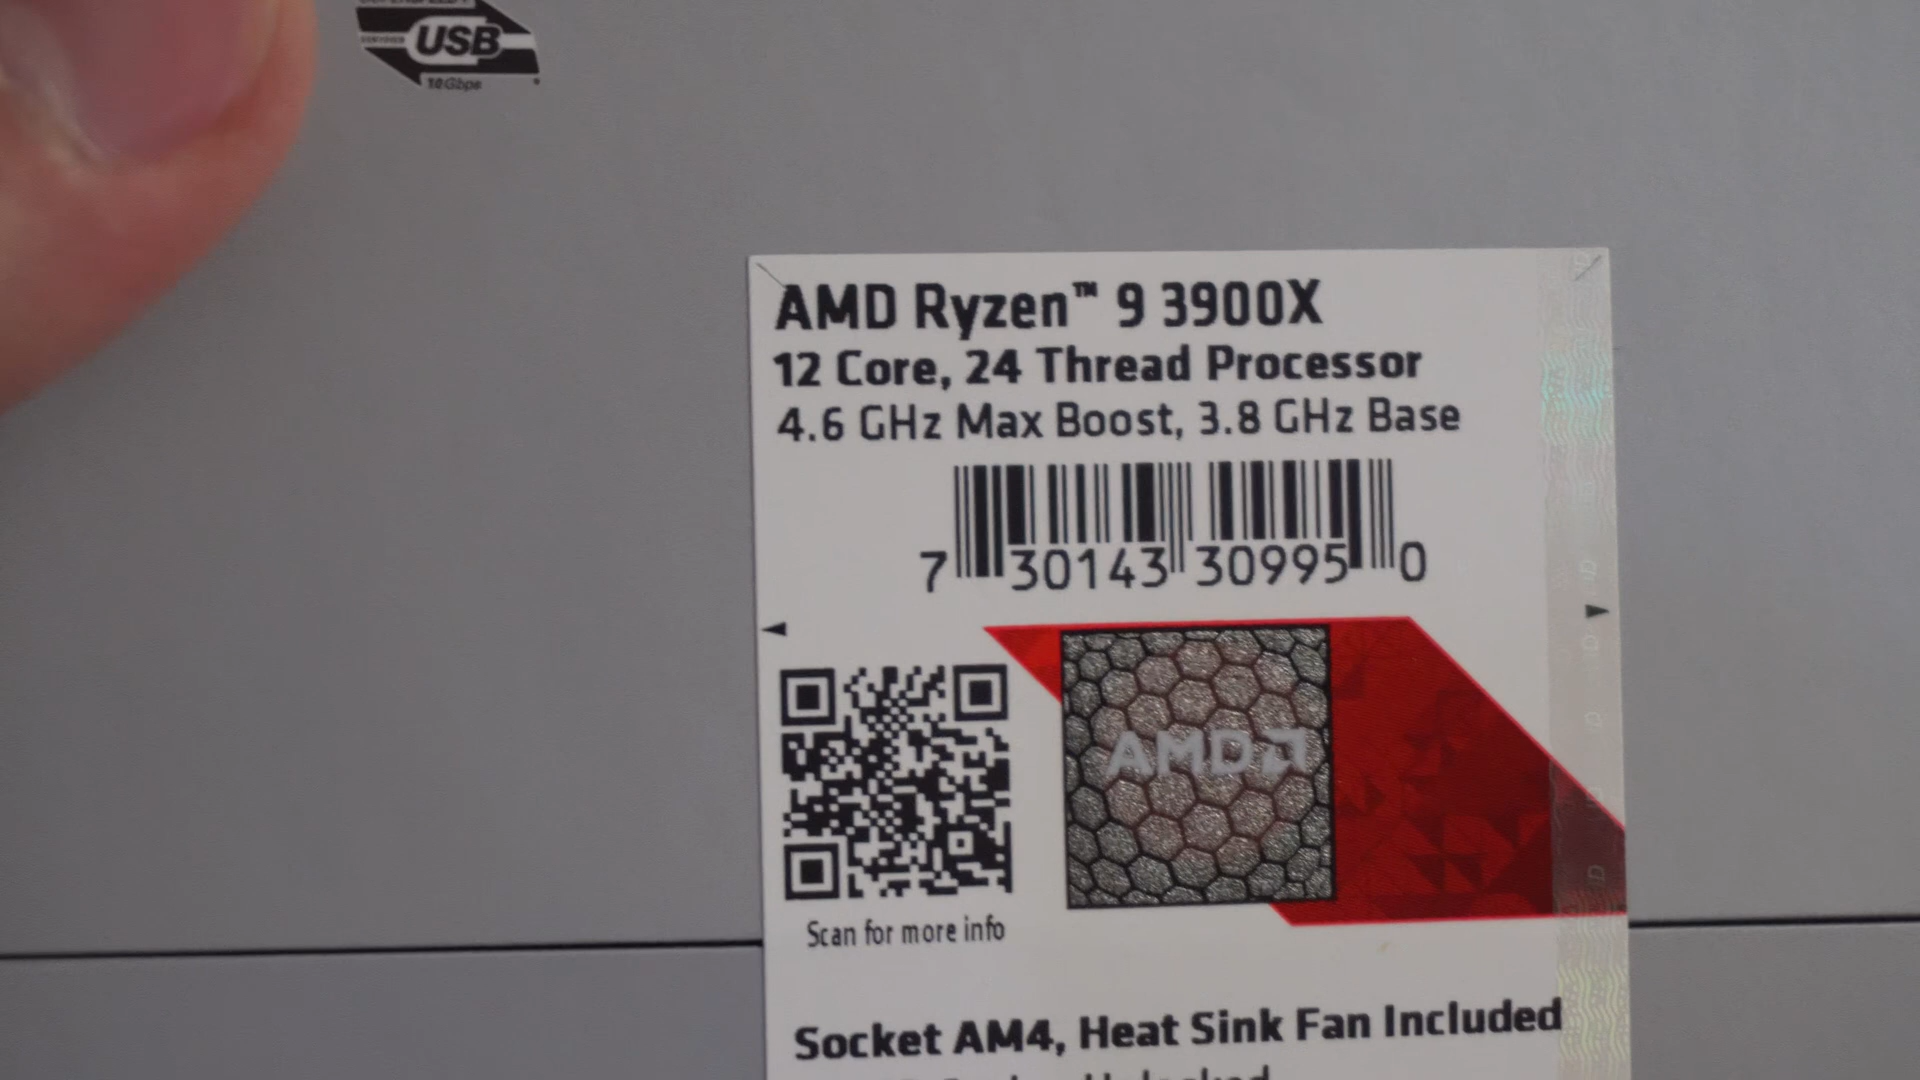 USB
10Gbps
AMD Ryzen™ 9 3900X
12 Core, 24 Thread Processor
4.6 GHz Max Boost, 3.8 GHz Base
7 30143 30995 0
AMD
Scan for more info
Socket AM4, Heat Sink Fan Included
Unlocked